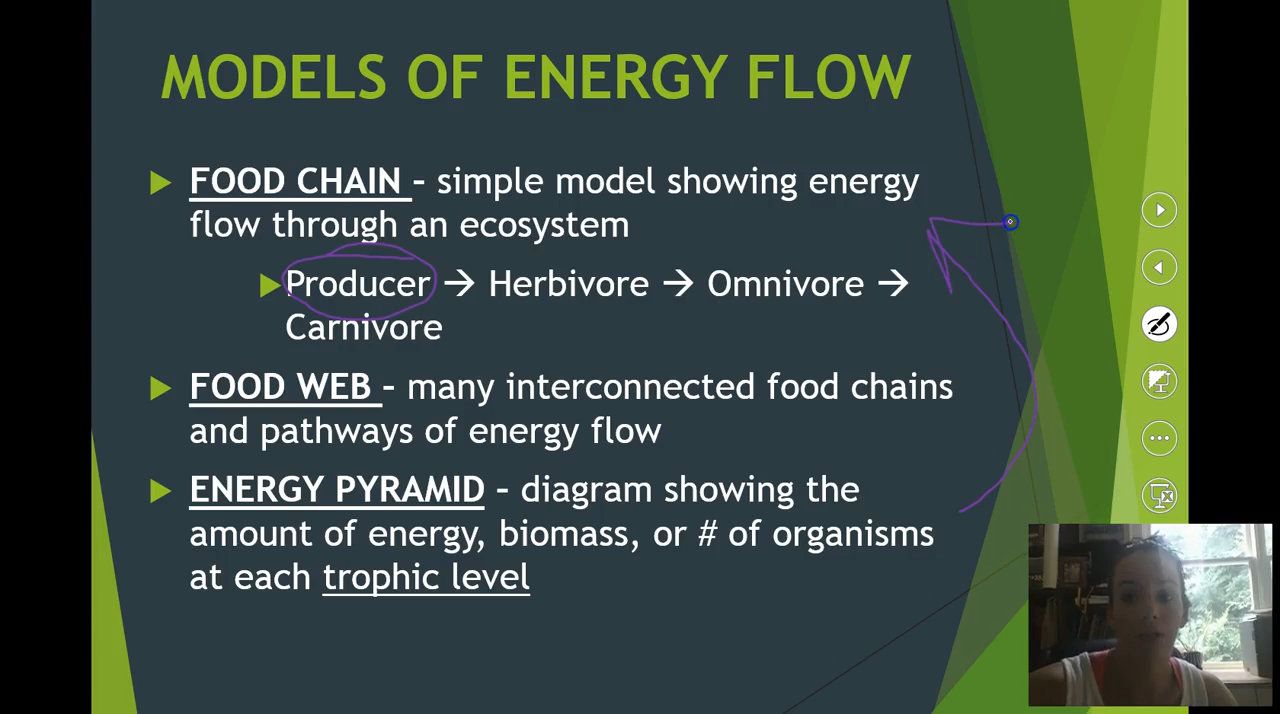 MODELS OF ENERGY FLOW
FOOD CHAIN – simple model showing energy
flow through an ecosystem
Producer → Herbivore → Omnivore →
Carnivore
FOOD WEB – many interconnected food chains
and pathways of energy flow
ENERGY PYRAMID – diagram showing the
amount of energy, biomass, or # of organisms
at each trophic level